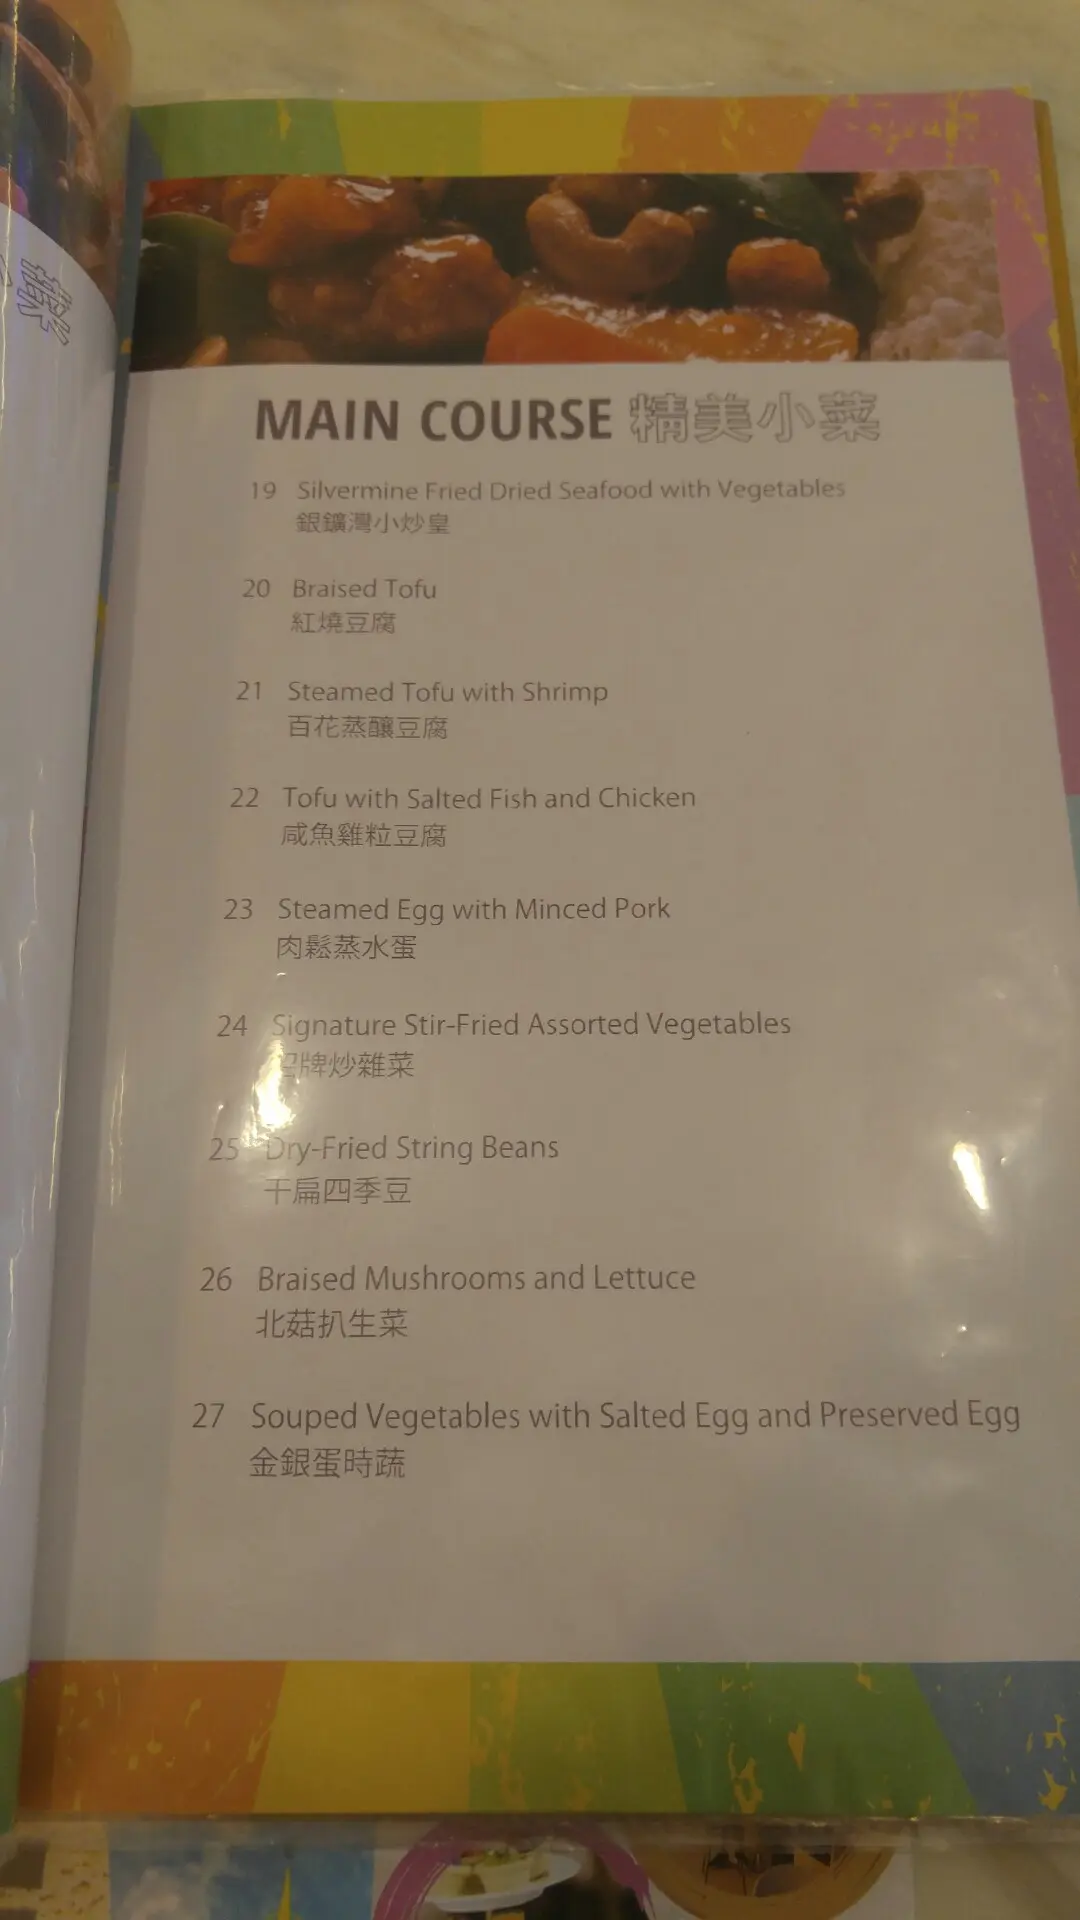 菜
MAIN COURSE 精美小菜
19 Silvermine Fried Dried Seafood with Vegetables
銀鑛灣小炒皇
20 Braised Tofu
紅燒豆腐
21 Steamed Tofu with Shrimp
百花蒸釀豆腐
22 Tofu with Salted Fish and Chicken
咸魚雞粒豆腐
23 Steamed Egg with Minced Pork
肉鬆蒸水蛋
24 Signature Stir-Fried Assorted Vegetables
招牌炒雜菜
25 Dry-Fried String Beans
干扁四季豆
26 Braised Mushrooms and Lettuce
北菇扒生菜
27 Souped Vegetables with Salted Egg and Preserved Egg
金銀蛋時蔬